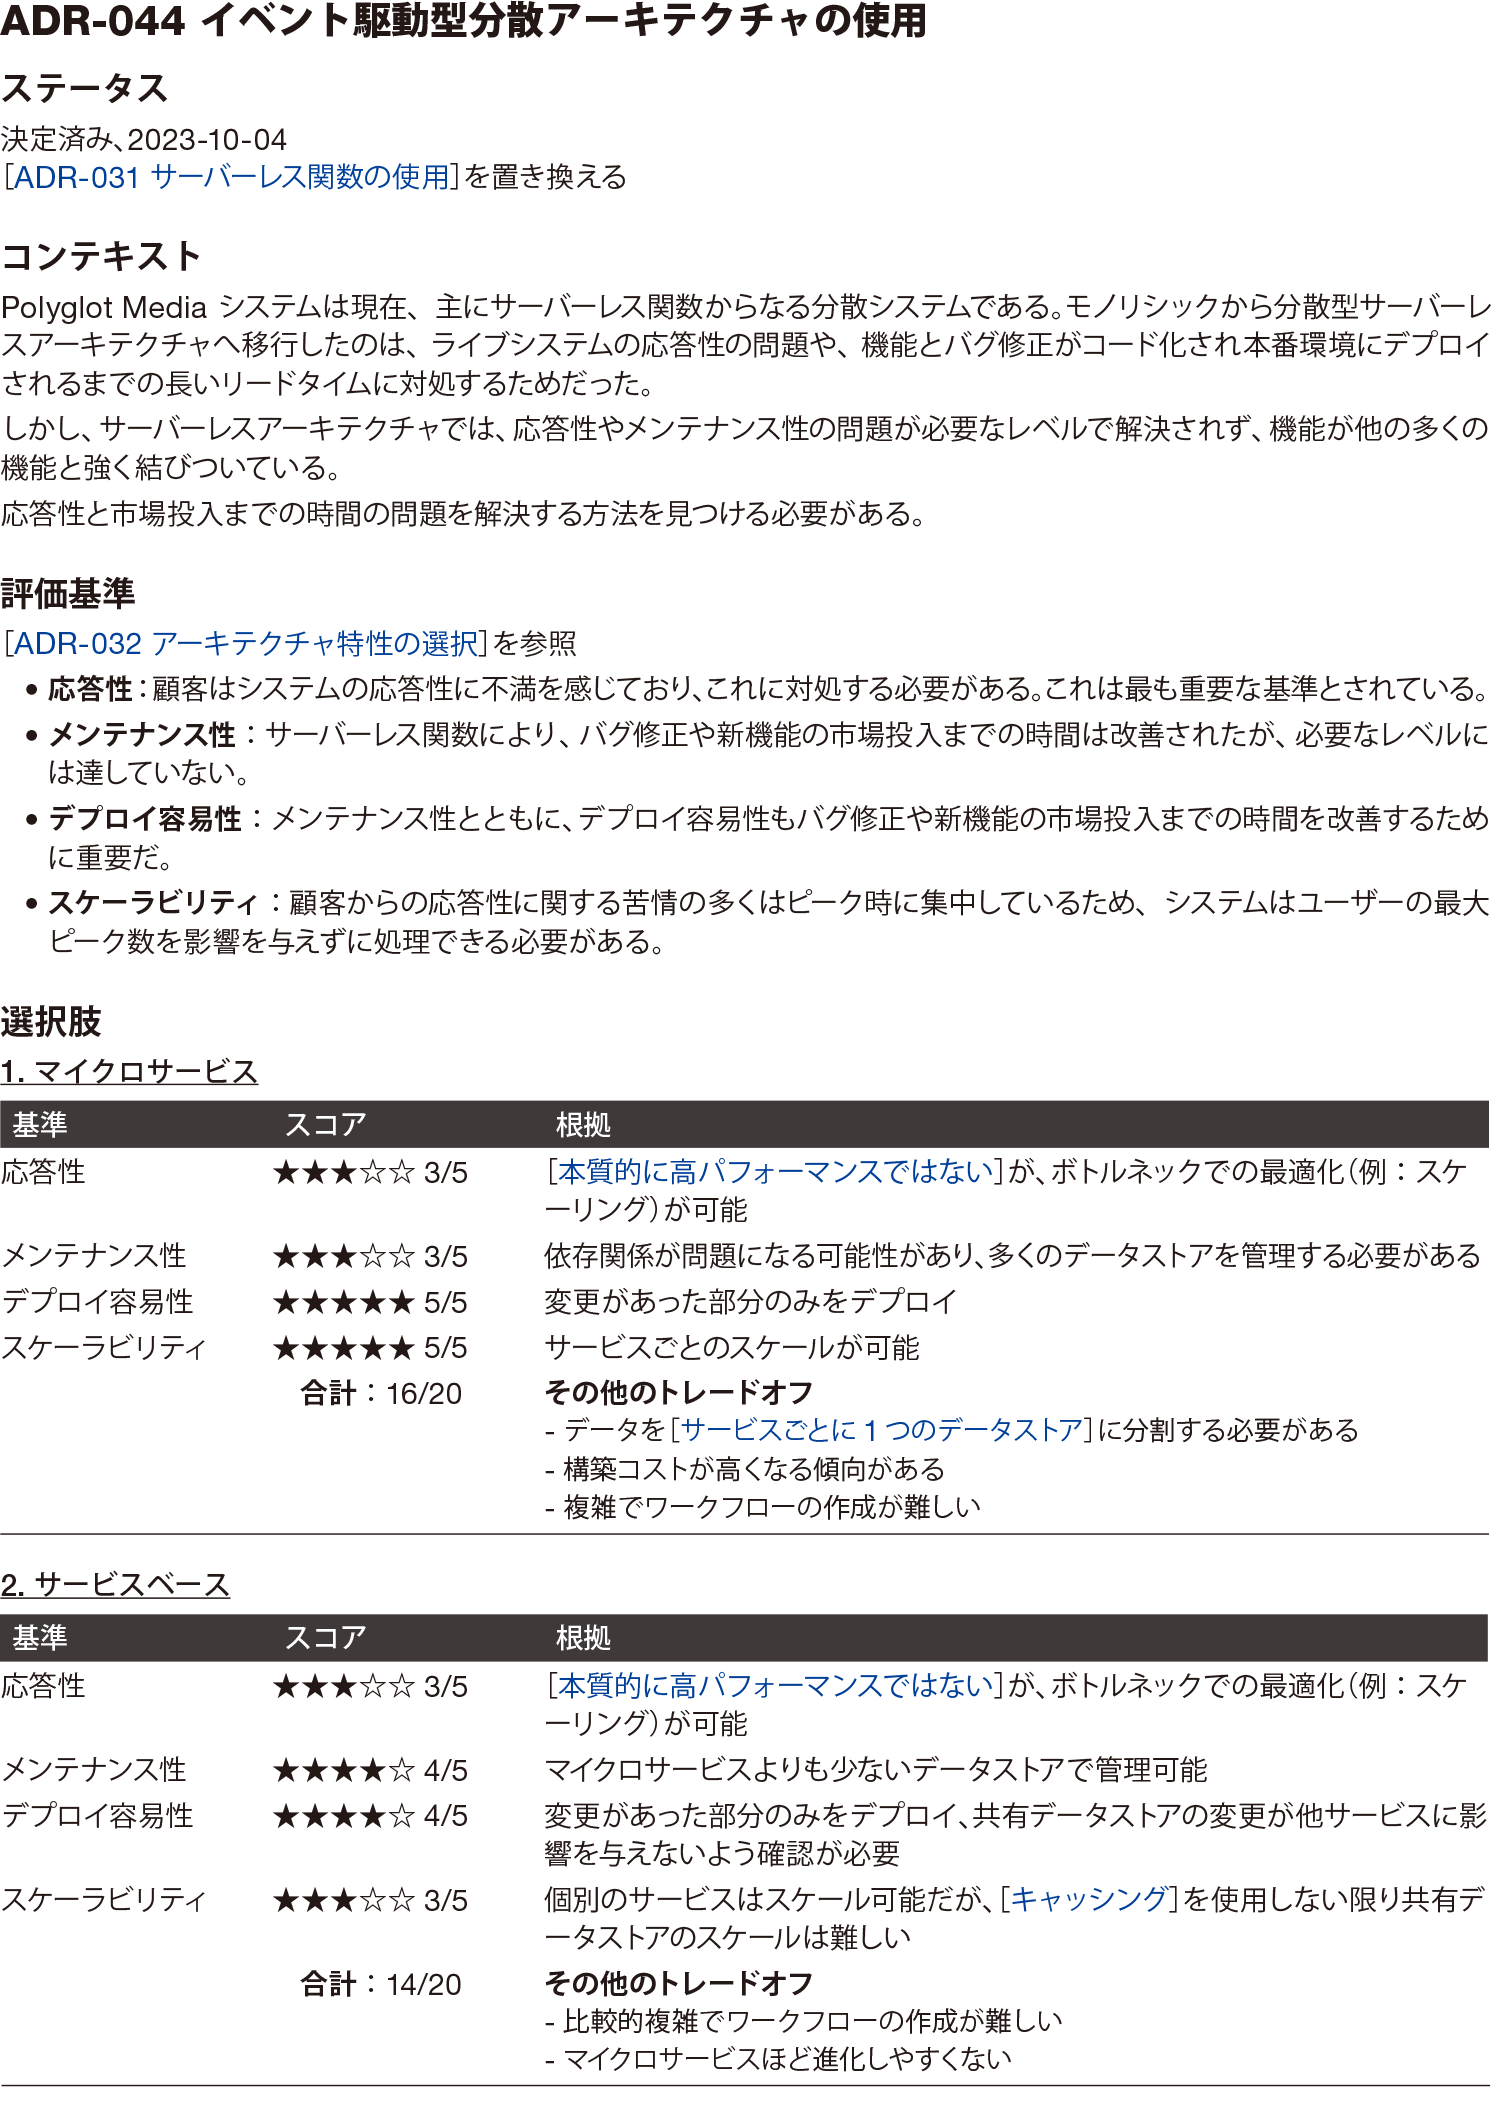 ADR-044 イベント駆動型分散アーキテクチャの使用
ステータス
決定済み、2023-10-04
［ADR-031 サーバーレス関数の使用］を置き換える
コンテキスト
Polyglot Media システムは現在、主にサーバーレス関数からなる分散システムである。モノリシックから分散型サーバーレ
スアーキテクチャへ移行したのは、ライブシステムの応答性の問題や、機能とバグ修正がコード化され本番環境にデプロイ
されるまでの長いリードタイムに対処するためだった。
しかし、サーバーレスアーキテクチャでは、応答性やメンテナンス性の問題が必要なレベルで解決されず、機能が他の多くの
機能と強く結びついている。
応答性と市場投入までの時間の問題を解決する方法を見つける必要がある。
評価基準
［ADR-032 アーキテクチャ特性の選択］を参照
• 応答性：顧客はシステムの応答性に不満を感じており、これに対処する必要がある。これは最も重要な基準とされている。
• メンテナンス性：サーバーレス関数により、バグ修正や新機能の市場投入までの時間は改善されたが、必要なレベルに
は達していない。
• デプロイ容易性：メンテナンス性とともに、デプロイ容易性もバグ修正や新機能の市場投入までの時間を改善するため
に重要だ。
• スケーラビリティ：顧客からの応答性に関する苦情の多くはピーク時に集中しているため、システムはユーザーの最大
ピーク数を影響を与えずに処理できる必要がある。
選択肢
1. マイクロサービス
基準 スコア 根拠
応答性 ★★★☆☆ 3/5 ［本質的に高パフォーマンスではない］が、ボトルネックでの最適化（例：スケ
ーリング）が可能
メンテナンス性 ★★★☆☆ 3/5 依存関係が問題になる可能性があり、多くのデータストアを管理する必要がある
デプロイ容易性 ★★★★★ 5/5 変更があった部分のみをデプロイ
スケーラビリティ ★★★★★ 5/5 サービスごとのスケールが可能
合計：16/20 その他のトレードオフ
- データを［サービスごとに 1 つのデータストア］に分割する必要がある
- 構築コストが高くなる傾向がある
- 複雑でワークフローの作成が難しい
2. サービスベース
基準 スコア 根拠
応答性 ★★★☆☆ 3/5 ［本質的に高パフォーマンスではない］が、ボトルネックでの最適化（例：スケ
ーリング）が可能
メンテナンス性 ★★★★☆ 4/5 マイクロサービスよりも少ないデータストアで管理可能
デプロイ容易性 ★★★★☆ 4/5 変更があった部分のみをデプロイ、共有データストアの変更が他サービスに影
響を与えないよう確認が必要
スケーラビリティ ★★★☆☆ 3/5 個別のサービスはスケール可能だが、［キャッシング］を使用しない限り共有デ
ータストアのスケールは難しい
合計：14/20 その他のトレードオフ
- 比較的複雑でワークフローの作成が難しい
- マイクロサービスほど進化しやすくない